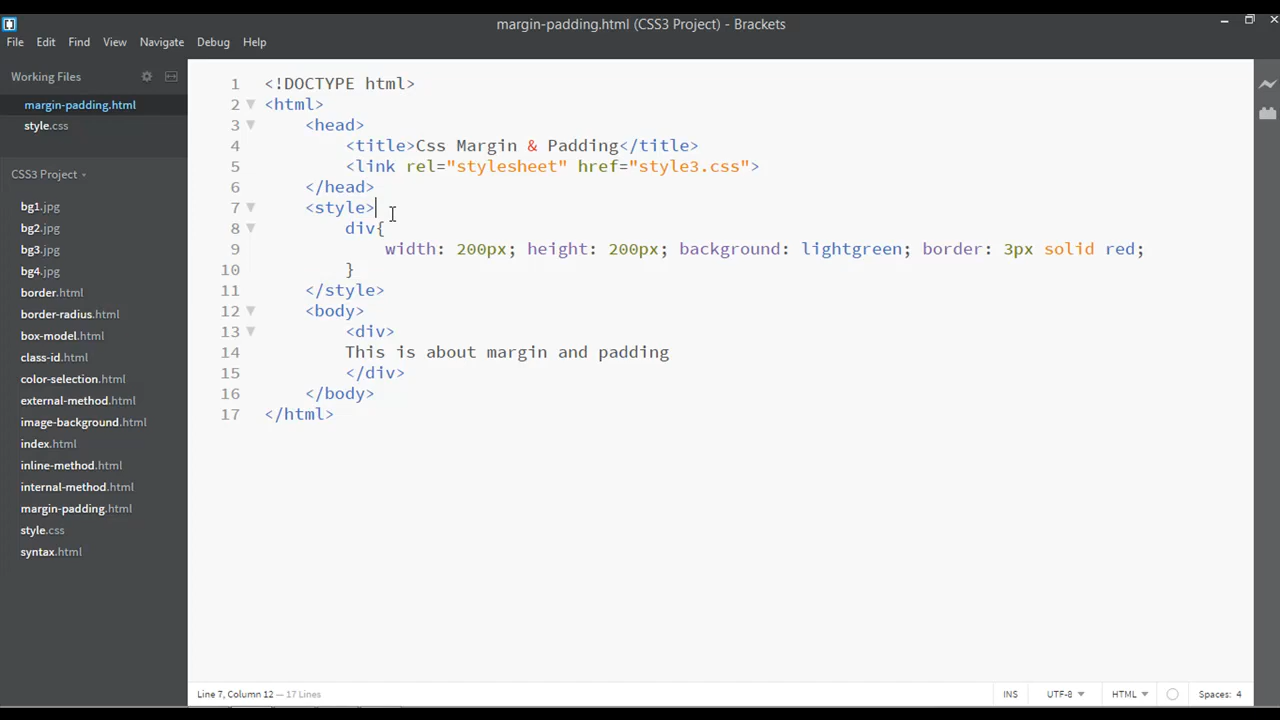 margin-padding.html (CSS3 Project) - Brackets
File Edit Find View Navigate Debug Help
Working Files
margin-padding.html
style.css
CSS3 Project
bg1.jpg
bg2.jpg
bg3.jpg
bg4.jpg
border.html
border-radius.html
box-model.html
class-id.html
color-selection.html
external-method.html
image-background.html
index.html
inline-method.html
internal-method.html
margin-padding.html
style.css
syntax.html
1 <!DOCTYPE html>
2 <html>
3 <head>
4 <title>Css Margin & Padding</title>
5 <link rel="stylesheet" href="style3.css">
6 </head>
7 <style>
8 div{
9 width: 200px; height: 200px; background: lightgreen; border: 3px solid red;
10 }
11 </style>
12 <body>
13 <div>
14 This is about margin and padding
15 </div>
16 </body>
17 </html>
Line 7, Column 12 — 17 Lines
INS UTF-8 HTML Spaces: 4